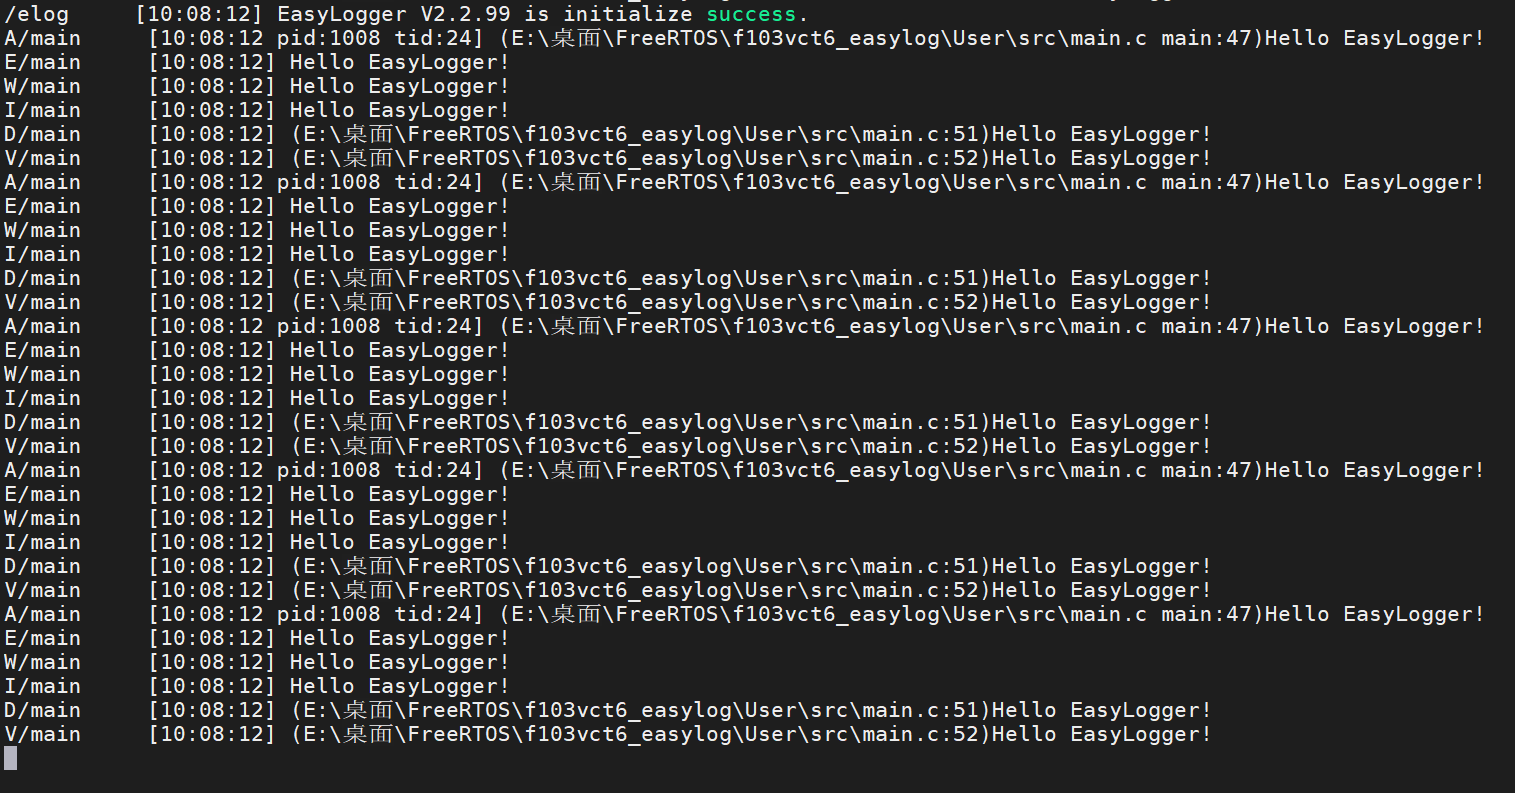 /elog     [10:08:12] EasyLogger V2.2.99 is initialize success.
A/main     [10:08:12 pid:1008 tid:24] (E:\桌面\FreeRTOS\f103vct6_easylog\User\src\main.c main:47)Hello EasyLogger!
E/main     [10:08:12] Hello EasyLogger!
W/main     [10:08:12] Hello EasyLogger!
I/main     [10:08:12] Hello EasyLogger!
D/main     [10:08:12] (E:\桌面\FreeRTOS\f103vct6_easylog\User\src\main.c:51)Hello EasyLogger!
V/main     [10:08:12] (E:\桌面\FreeRTOS\f103vct6_easylog\User\src\main.c:52)Hello EasyLogger!
A/main     [10:08:12 pid:1008 tid:24] (E:\桌面\FreeRTOS\f103vct6_easylog\User\src\main.c main:47)Hello EasyLogger!
E/main     [10:08:12] Hello EasyLogger!
W/main     [10:08:12] Hello EasyLogger!
I/main     [10:08:12] Hello EasyLogger!
D/main     [10:08:12] (E:\桌面\FreeRTOS\f103vct6_easylog\User\src\main.c:51)Hello EasyLogger!
V/main     [10:08:12] (E:\桌面\FreeRTOS\f103vct6_easylog\User\src\main.c:52)Hello EasyLogger!
A/main     [10:08:12 pid:1008 tid:24] (E:\桌面\FreeRTOS\f103vct6_easylog\User\src\main.c main:47)Hello EasyLogger!
E/main     [10:08:12] Hello EasyLogger!
W/main     [10:08:12] Hello EasyLogger!
I/main     [10:08:12] Hello EasyLogger!
D/main     [10:08:12] (E:\桌面\FreeRTOS\f103vct6_easylog\User\src\main.c:51)Hello EasyLogger!
V/main     [10:08:12] (E:\桌面\FreeRTOS\f103vct6_easylog\User\src\main.c:52)Hello EasyLogger!
A/main     [10:08:12 pid:1008 tid:24] (E:\桌面\FreeRTOS\f103vct6_easylog\User\src\main.c main:47)Hello EasyLogger!
E/main     [10:08:12] Hello EasyLogger!
W/main     [10:08:12] Hello EasyLogger!
I/main     [10:08:12] Hello EasyLogger!
D/main     [10:08:12] (E:\桌面\FreeRTOS\f103vct6_easylog\User\src\main.c:51)Hello EasyLogger!
V/main     [10:08:12] (E:\桌面\FreeRTOS\f103vct6_easylog\User\src\main.c:52)Hello EasyLogger!
A/main     [10:08:12 pid:1008 tid:24] (E:\桌面\FreeRTOS\f103vct6_easylog\User\src\main.c main:47)Hello EasyLogger!
E/main     [10:08:12] Hello EasyLogger!
W/main     [10:08:12] Hello EasyLogger!
I/main     [10:08:12] Hello EasyLogger!
D/main     [10:08:12] (E:\桌面\FreeRTOS\f103vct6_easylog\User\src\main.c:51)Hello EasyLogger!
V/main     [10:08:12] (E:\桌面\FreeRTOS\f103vct6_easylog\User\src\main.c:52)Hello EasyLogger!